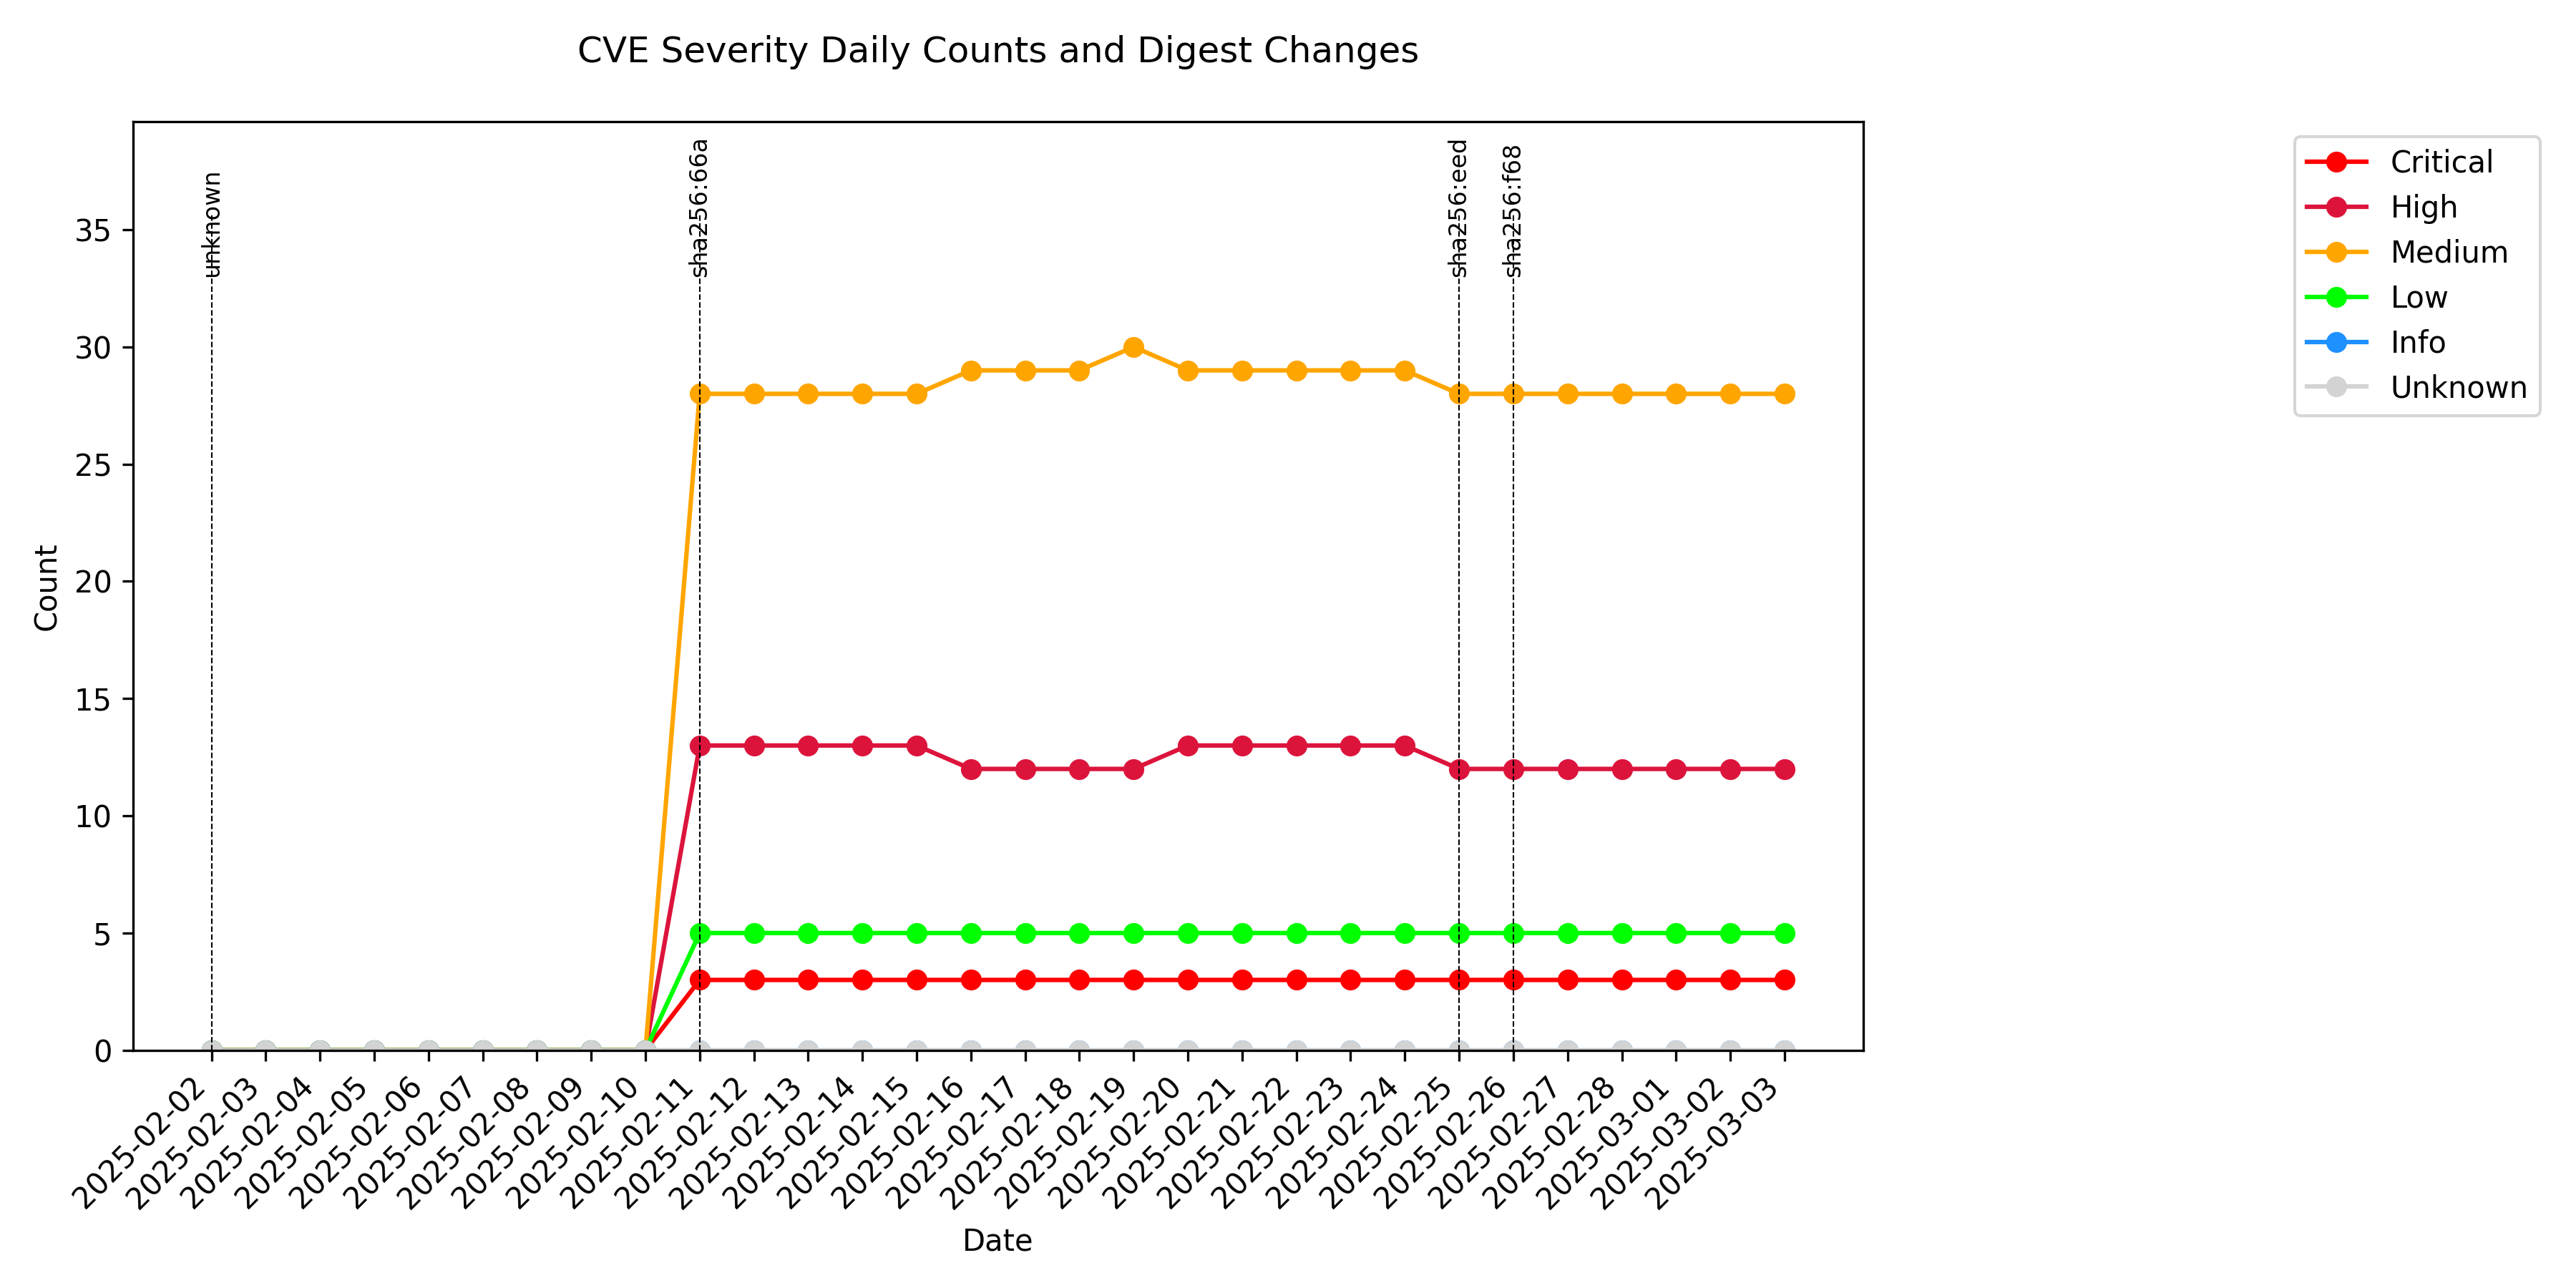 CVE Severity Daily Counts and Digest Changes
unknown
sha256:66a
sha256:eed
sha256:f68
Critical
High
Medium
Low
Info
Unknown
Count
35
30
25
20
15
10
5
0
2025-02-02
2025-02-03
2025-02-04
2025-02-05
2025-02-06
2025-02-07
2025-02-08
2025-02-09
2025-02-10
2025-02-11
2025-02-12
2025-02-13
2025-02-14
2025-02-15
2025-02-16
2025-02-17
2025-02-18
2025-02-19
2025-02-20
2025-02-21
2025-02-22
2025-02-23
2025-02-24
2025-02-25
2025-02-26
2025-02-27
2025-02-28
2025-03-01
2025-03-02
2025-03-03
Date